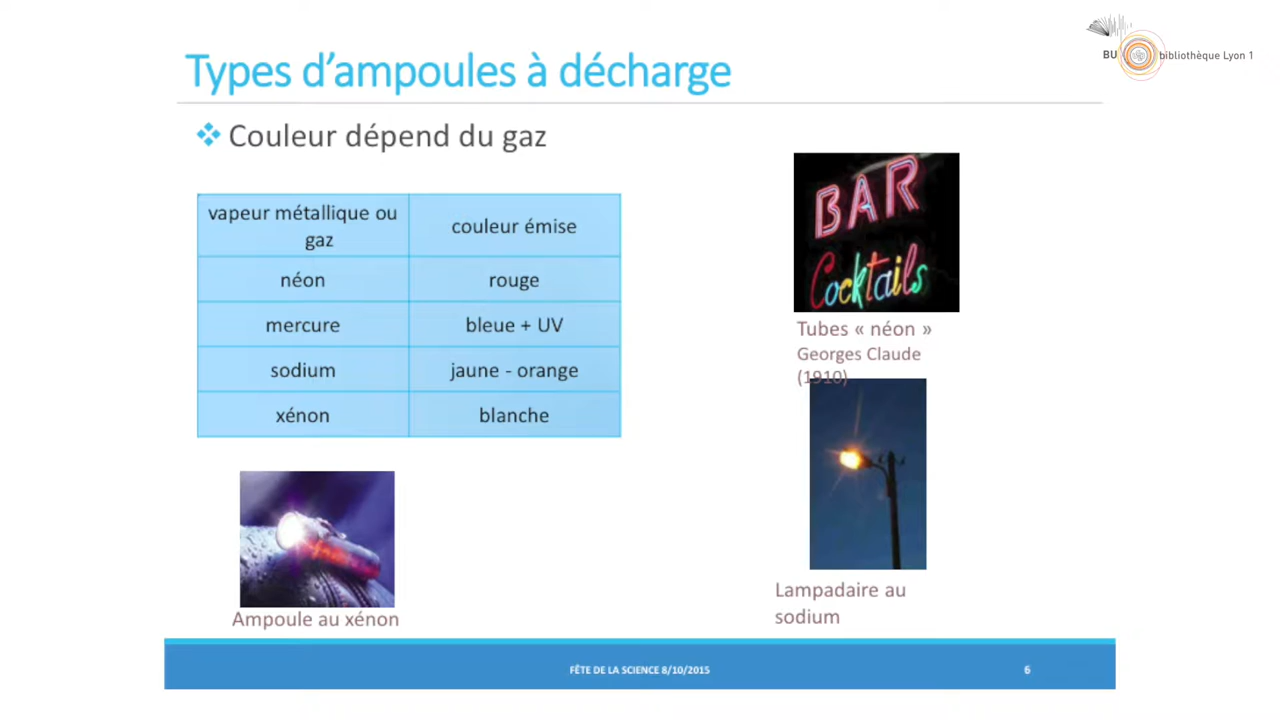 BU bibliothèque Lyon 1
Types d'ampoules à décharge
Couleur dépend du gaz
vapeur métallique ou
gaz
couleur émise
néon
rouge
mercure
bleue + UV
sodium
jaune - orange
xénon
blanche
BAR
Cocktails
Tubes « néon »
Georges Claude
(1910)
Ampoule au xénon
Lampadaire au
sodium
FÊTE DE LA SCIENCE 8/10/2015
6